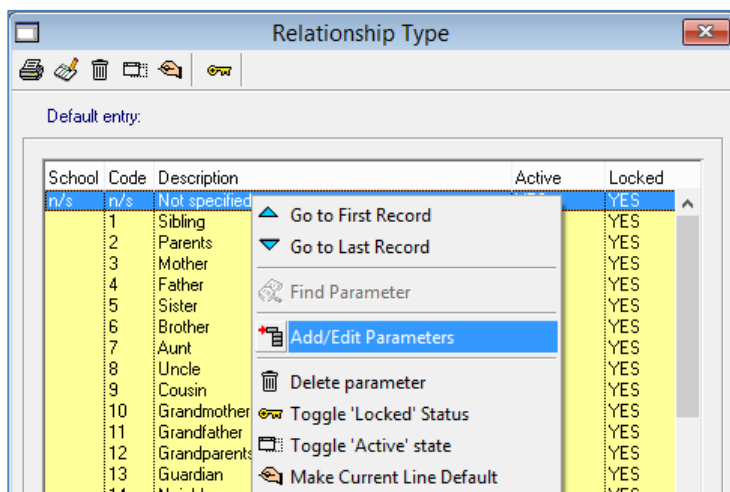 Relationship Type
Default entry:
School Code Description Active Locked
n/s n/s Not specified YES
1 Sibling YES
2 Parents YES
3 Mother YES
4 Father YES
5 Sister YES
6 Brother YES
7 Aunt YES
8 Uncle YES
9 Cousin YES
10 Grandmother YES
11 Grandfather YES
12 Grandparents YES
13 Guardian YES
Go to First Record
Go to Last Record
Find Parameter
Add/Edit Parameters
Delete parameter
Toggle 'Locked' Status
Toggle 'Active' state
Make Current Line Default